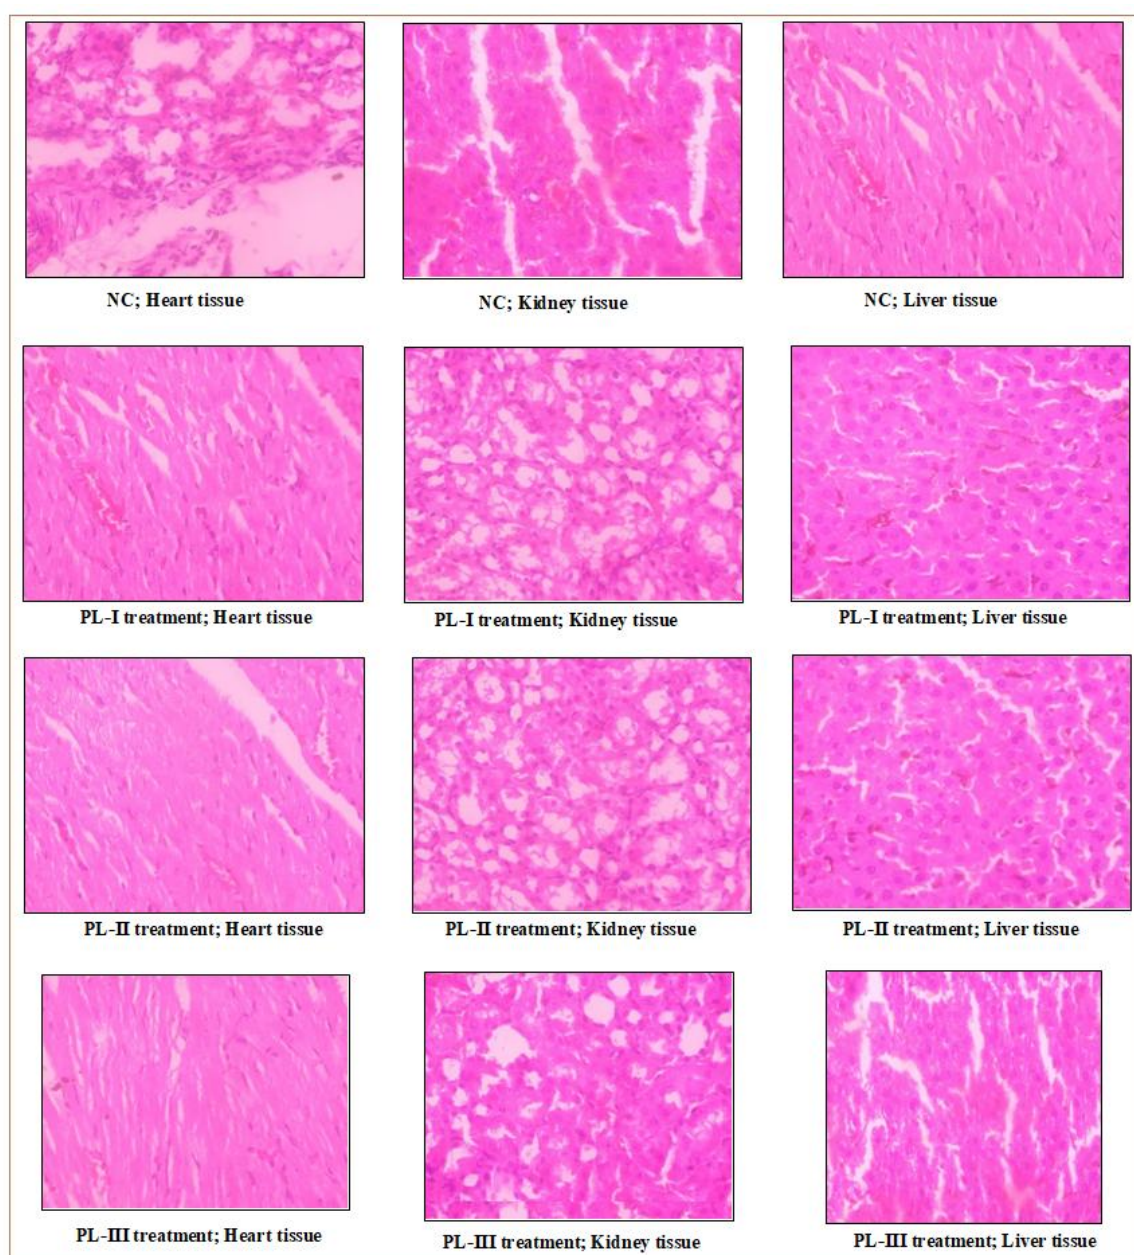 NC; Heart tissue
NC; Kidney tissue
NC; Liver tissue
PL-I treatment; Heart tissue
PL-I treatment; Kidney tissue
PL-I treatment; Liver tissue
PL-II treatment; Heart tissue
PL-II treatment; Kidney tissue
PL-II treatment; Liver tissue
PL-III treatment; Heart tissue
PL-III treatment; Kidney tissue
PL-III treatment; Liver tissue